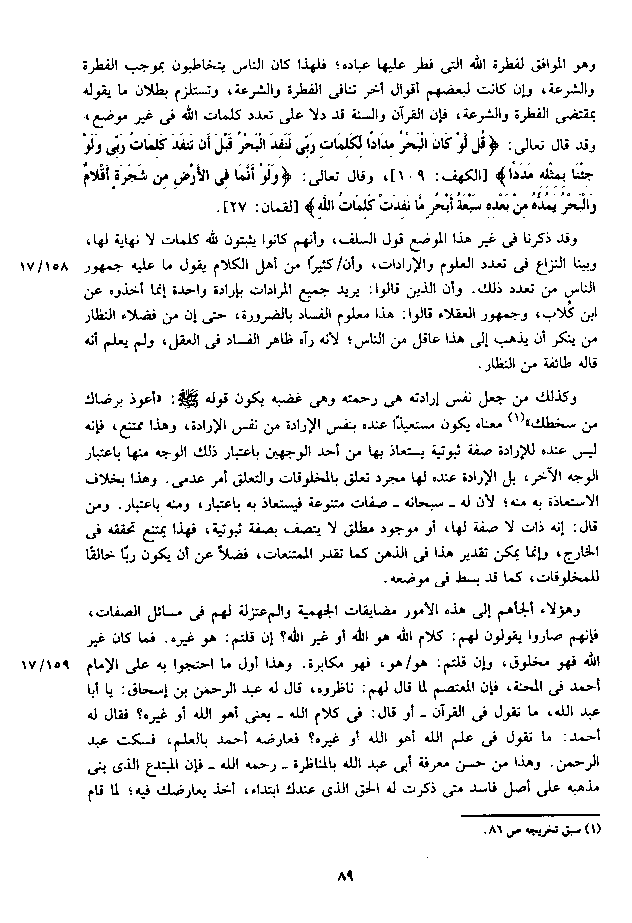 وهو الموافق لفطرة الله التى فطر عليها عباده؛ فلهذا كان الناس يتخاطبون بموجب الفطرة
والشرعة، وإن كانت لبعضهم أقوال أخر تنافى الفطرة والشرعة، وتستلزم بطلان ما يقوله
بمقتضى الفطرة والشرعة، فإن القرآن والسنة قد دلا على تعدد كلمات الله فى غير موضع،
وقد قال تعالى: ﴿قُل لَّوْ كَانَ الْبَحْرُ مِدَادًا لِّكَلِمَاتِ رَبِّي لَنَفِدَ الْبَحْرُ قَبْلَ أَن تَنفَدَ كَلِمَاتُ رَبِّي وَلَوْ
جِئْنَا بِمِثْلِهِ مَدَدًا﴾ [الكهف: ١٠٩]، وقال تعالى: ﴿وَلَوْ أَنَّمَا فِي الأَرْضِ مِن شَجَرَةٍ أَقْلامٌ
وَالْبَحْرُ يَمُدُّهُ مِنْ بَعْدِهِ سَبْعَةُ أَبْحُرٍ مَّا نَفِدَتْ كَلِمَاتُ اللَّهِ﴾ [لقمان: ٢٧].
وقد ذكرنا فى غير هذا الموضع قول السلف، وأنهم كانوا يثبتون لله كلمات لا نهاية لها،
١٧/١٥٨ وبينا النزاع فى تعدد العلوم والإرادات، وأن/كثيرًا من أهل الكلام يقول ما عليه جمهور
الناس من تعدد ذلك. وأن الذين قالوا: يريد جميع المرادات بإرادة واحدة إنما أخذوه عن
ابن كُلاب، وجمهور العقلاء قالوا: هذا معلوم الفساد بالضرورة، حتى إن من فضلاء النظار
من ينكر أن يذهب إلى هذا عاقل من الناس؛ لأنه رآه ظاهر الفساد فى العقل، ولم يعلم أنه
قاله طائفة من النظار.
وكذلك من جعل نفس إرادته هى رحمته وهى غضبه يكون قوله ﷺ: «أعوذ برضاك
من سخطك»(١) معناه يكون مستعيذًا عنده بنفس الإرادة من نفس الإرادة، وهذا ممتنع، فإنه
ليس عنده للإرادة صفة ثبوتية يستعاذ بها من أحد الوجهين باعتبار ذلك الوجه منها باعتبار
الوجه الآخر، بل الإرادة عنده لها مجرد تعلق بالمخلوقات والتعلق أمر عدمى. وهذا بخلاف
الاستعاذة به منه؛ لأن له ـ سبحانه ـ صفات متنوعة فيستعاذ به باعتبار، ومنه باعتبار. ومن
قال: إنه ذات لا صفة لها، أو موجود مطلق لا يتصف بصفة ثبوتية، فهذا يمتنع تحققه فى
الخارج، وإنما يمكن تقدير هذا فى الذهن كما تقدر الممتنعات، فضلاً عن أن يكون ربًا خالقًا
للمخلوقات، كما قد بسط فى موضعه.
وهؤلاء ألجأهم إلى هذه الأمور مضايقات الجهمية والمعتزلة لهم فى مسائل الصفات،
فإنهم صاروا يقولون لهم: كلام الله هو الله أو غير الله؟ إن قلتم: هو غيره. فما كان غير
١٧/١٥٩ الله فهو مخلوق، وإن قلتم: هو/هو، فهو مكابرة. وهذا أول ما احتجوا به على الإمام
أحمد فى المحنة، فإن المعتصم لما قال لهم: ناظروه، قال له عبد الرحمن بن إسحاق: يا أبا
عبد الله، ما تقول فى القرآن ـ أو قال: فى كلام الله ـ يعنى أهو الله أو غيره؟ فقال له
أحمد: ما تقول فى علم الله أهو الله أو غيره؟ فعارضه أحمد بالعلم، فسكت عبد
الرحمن. وهذا من حسن معرفة أبى عبد الله بالمناظرة ـ رحمه الله ـ فإن المبتدع الذى بنى
مذهبه على أصل فاسد متى ذكرت له الحق الذى عندك ابتداء، أخذ يعارضك فيه؛ لما قام
(١) سبق تخريجه ص ٨٦.
٨٩